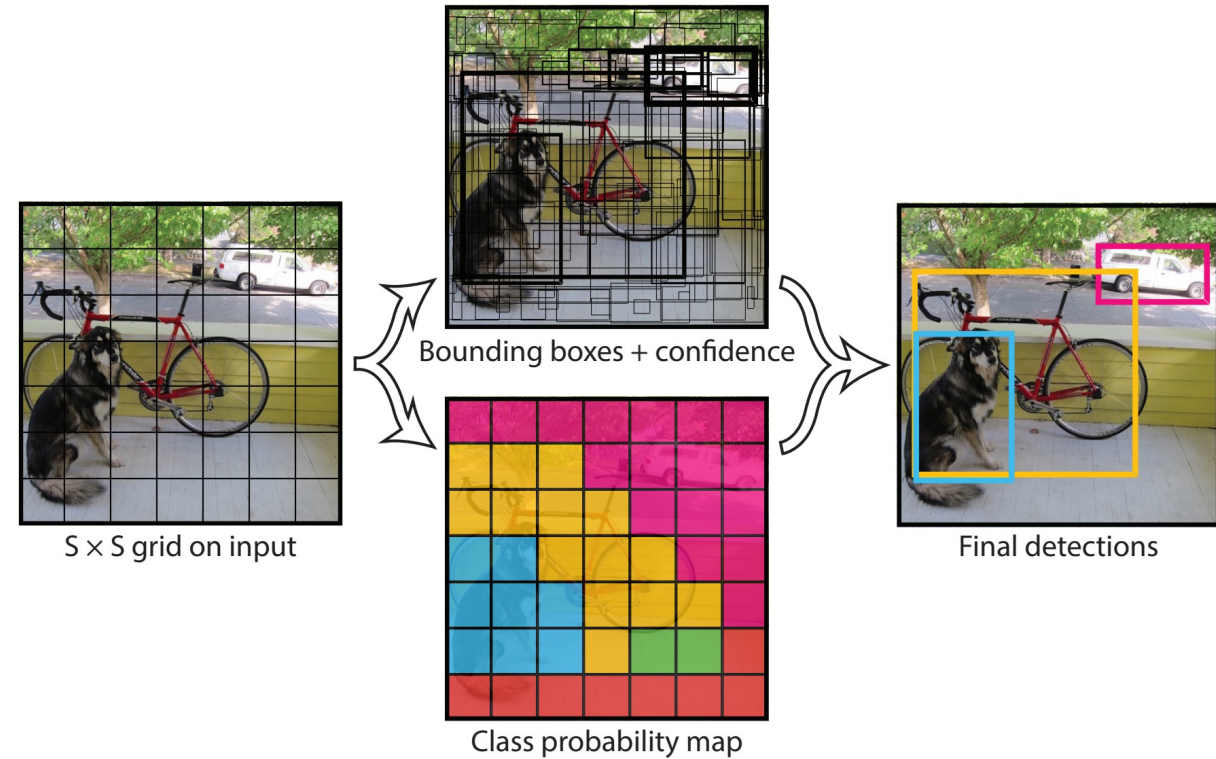 Bounding boxes + confidence
S × S grid on input
Final detections
Class probability map